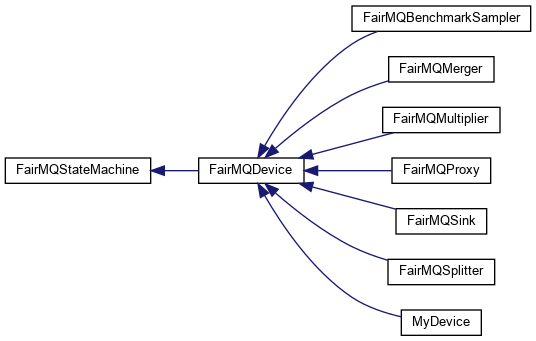 FairMQStateMachine
FairMQDevice
FairMQBenchmarkSampler
FairMQMerger
FairMQMultiplier
FairMQProxy
FairMQSink
FairMQSplitter
MyDevice